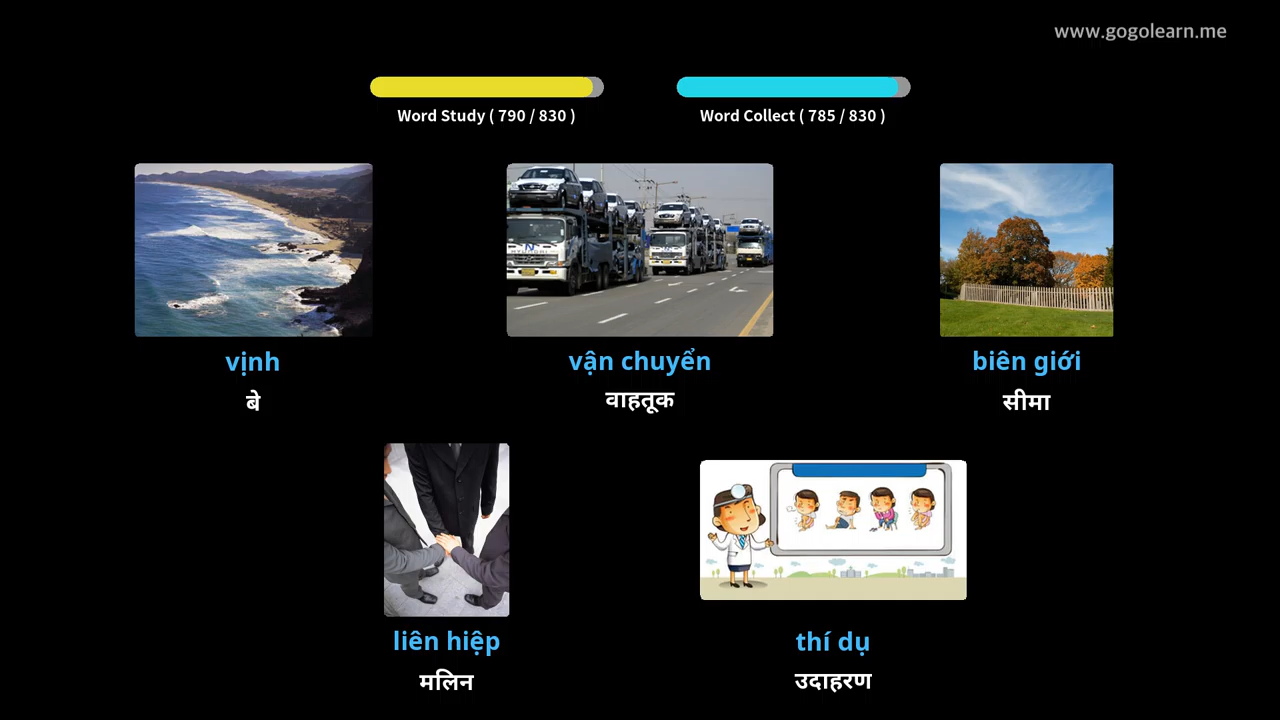 www.gogolearn.me
Word Study ( 790 / 830 )
Word Collect ( 785 / 830 )
vịnh
vận chuyển
biên giới
बे
वाहतूक
सीमा
liên hiệp
thí dụ
मलिन
उदाहरण